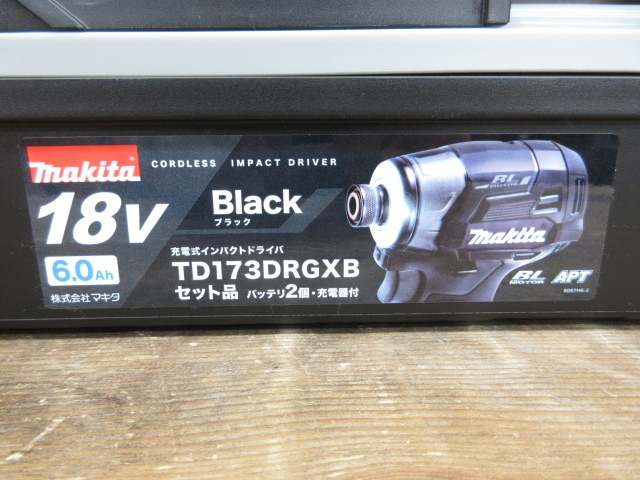 makita
CORDLESS IMPACT DRIVER
18V
Black
ブラック
6.0Ah
充電式インパクトドライバ
TD173DRGXB
セット品 バッテリ2個・充電器付
株式会社マキタ
BL
MOTOR
makita
BL
MOTOR
APT